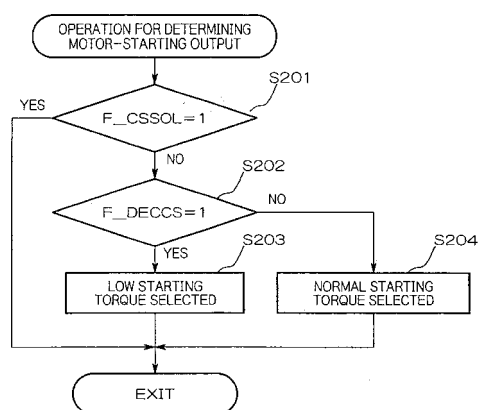 OPERATION FOR DETERMINING
MOTOR-STARTING OUTPUT
S201
YES
F_CSSOL=1
NO
S202
F_DECCS=1
NO
YES
S203
S204
LOW STARTING
TORQUE SELECTED
NORMAL STARTING
TORQUE SELECTED
EXIT